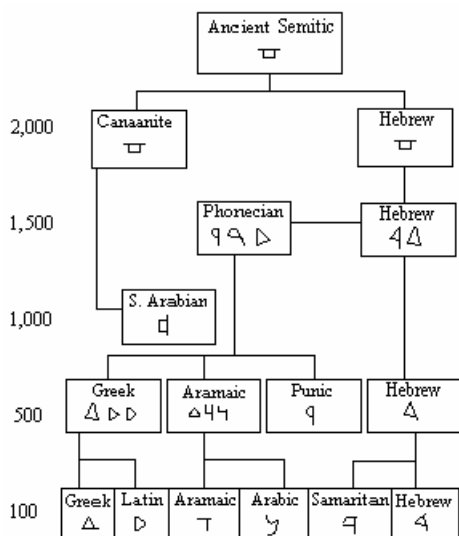 Ancient Semitic
2,000
Canaanite
Hebrew
1,500
Phonecian
Hebrew
1,000
S. Arabian
500
Greek
Aramaic
Punic
Hebrew
100
Greek
Latin
Aramaic
Arabic
Samaritan
Hebrew